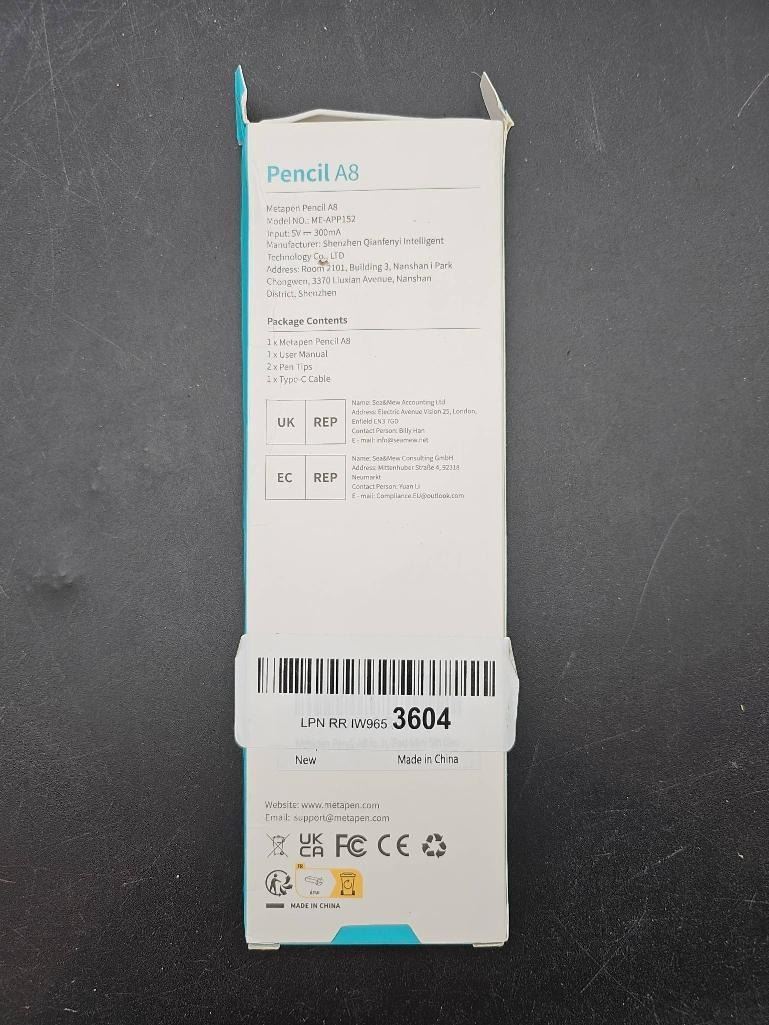 Pencil A8
Metapen Pencil A8
Model NO.: ME-APP152
Input: 5V ⎓ 300mA
Manufacturer: Shenzhen Qianfenyi Intelligent
Technology Co., LTD
Address: Room 2101, Building 3, Nanshan i Park
Chongwen, 3370 Liuxian Avenue, Nanshan
District, Shenzhen
Package Contents
1 x Metapen Pencil A8
1 x User Manual
2 x Pen Tips
1 x Type-C Cable
UK REP
Name: Sea&Mew Accounting Ltd
Address: Electric Avenue Vision 25, London,
Enfield EN3 7GD
Contact Person: Billy Han
E - mail: info@seamew.net
EC REP
Name: Sea&Mew Consulting GmbH
Address: Mittenhuber Straße 4, 92318
Neumarkt
Contact Person: Yuan Li
E - mail: Compliance.EU@outlook.com
LPN RR IW965 3604
New Made in China
Website: www.metapen.com
Email: support@metapen.com
UK CA FC CE
FR
MADE IN CHINA